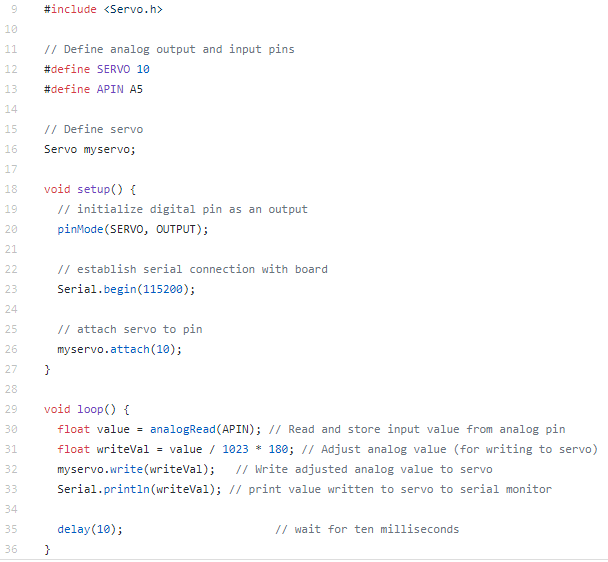 9 #include <Servo.h>
10
11 // Define analog output and input pins
12 #define SERVO 10
13 #define APIN A5
14
15 // Define servo
16 Servo myservo;
17
18 void setup() {
19   // initialize digital pin as an output
20   pinMode(SERVO, OUTPUT);
21
22   // establish serial connection with board
23   Serial.begin(115200);
24
25   // attach servo to pin
26   myservo.attach(10);
27 }
28
29 void loop() {
30   float value = analogRead(APIN); // Read and store input value from analog pin
31   float writeVal = value / 1023 * 180; // Adjust analog value (for writing to servo)
32   myservo.write(writeVal);   // Write adjusted analog value to servo
33   Serial.println(writeVal); // print value written to servo to serial monitor
34
35   delay(10);                       // wait for ten milliseconds
36 }